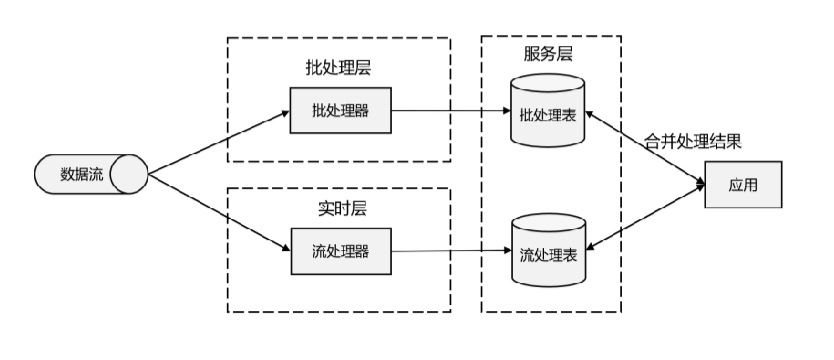 服务层
批处理层
批处理器
批处理表
合并处理结果
数据流
应用
实时层
流处理器
流处理表